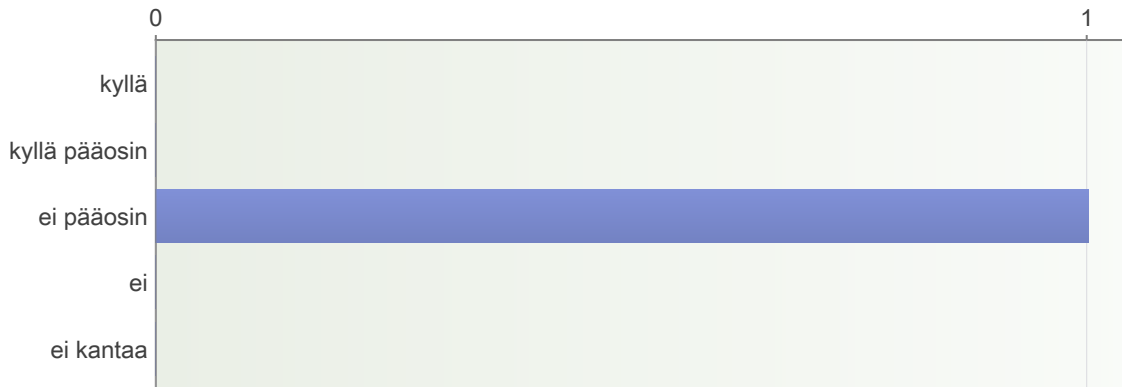 0 1
kyllä
kyllä pääosin
ei pääosin
ei
ei kantaa